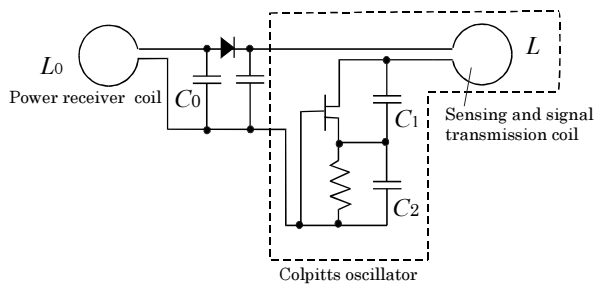 L0
Power receiver coil
C0
L
Sensing and signal
transmission coil
C1
C2
Colpitts oscillator